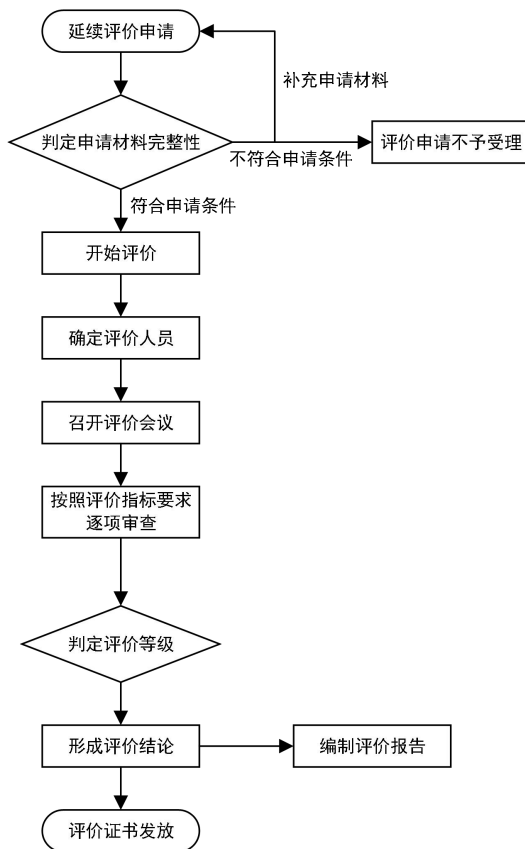 延续评价申请
补充申请材料
判定申请材料完整性
评价申请不予受理
不符合申请条件
符合申请条件
开始评价
确定评价人员
召开评价会议
按照评价指标要求
逐项审查
判定评价等级
形成评价结论
编制评价报告
评价证书发放